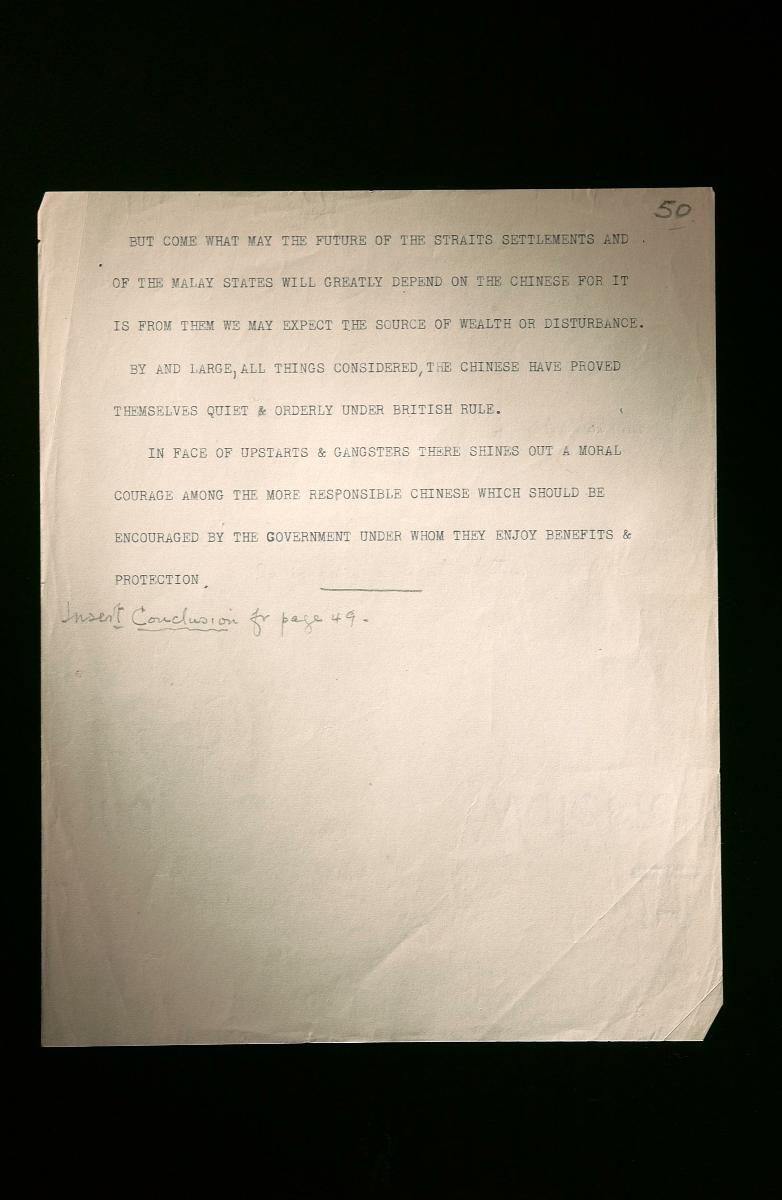 50
BUT COME WHAT MAY THE FUTURE OF THE STRAITS SETTLEMENTS AND
OF THE MALAY STATES WILL GREATLY DEPEND ON THE CHINESE FOR IT
IS FROM THEM WE MAY EXPECT THE SOURCE OF WEALTH OR DISTURBANCE.
BY AND LARGE, ALL THINGS CONSIDERED, THE CHINESE HAVE PROVED
THEMSELVES QUIET & ORDERLY UNDER BRITISH RULE.
IN FACE OF UPSTARTS & GANGSTERS THERE SHINES OUT A MORAL
COURAGE AMONG THE MORE RESPONSIBLE CHINESE WHICH SHOULD BE
ENCOURAGED BY THE GOVERNMENT UNDER WHOM THEY ENJOY BENEFITS &
PROTECTION.
Insert Conclusion fr page 49.